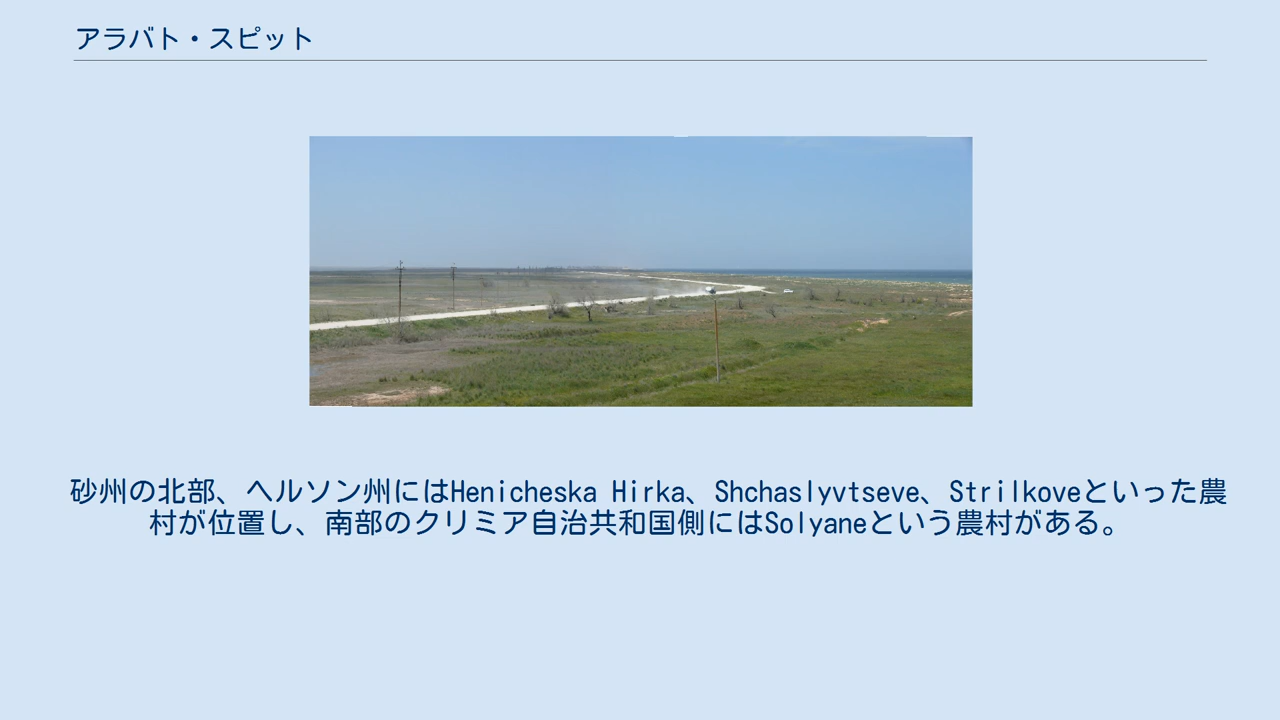 アラバト・スピット
砂州の北部、ヘルソン州にはHenicheska Hirka、Shchaslyvtseve、Strilkoveといった農
村が位置し、南部のクリミア自治共和国側にはSolyaneという農村がある。